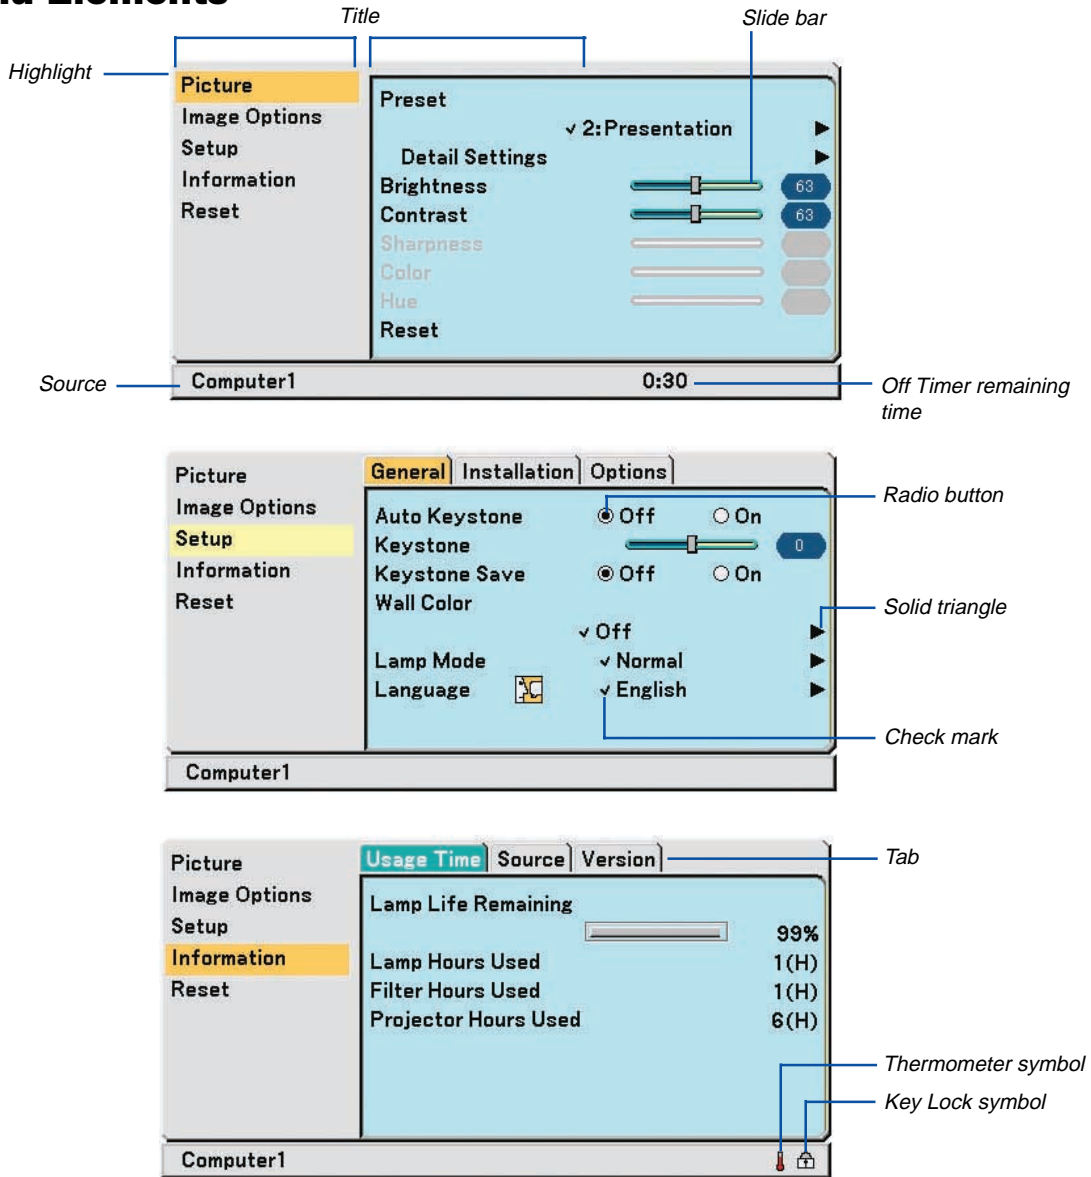 Title
Slide bar
Highlight
Picture
Image Options
Setup
Information
Reset
Preset
✓ 2:Presentation ▶
Detail Settings ▶
Brightness 63
Contrast 63
Sharpness
Color
Hue
Reset
Source
Computer1 0:30
Off Timer remaining
time
Picture
Image Options
Setup
Information
Reset
General Installation Options
Auto Keystone Off On
Keystone 0
Keystone Save Off On
Wall Color
✓ Off ▶
Lamp Mode ✓ Normal ▶
Language ✓ English ▶
Radio button
Solid triangle
Check mark
Computer1
Picture
Image Options
Setup
Information
Reset
Usage Time Source Version
Tab
Lamp Life Remaining
99%
Lamp Hours Used 1(H)
Filter Hours Used 1(H)
Projector Hours Used 6(H)
Thermometer symbol
Key Lock symbol
Computer1